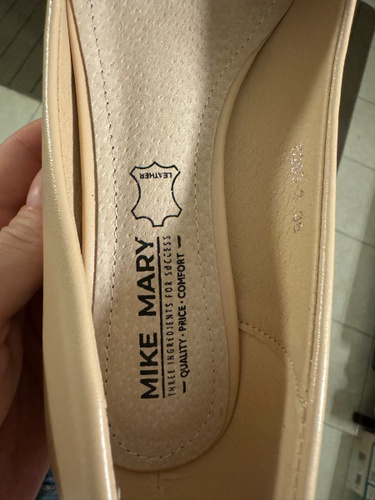 LEATHER
MIKE MARY
THREE INGREDIENTS FOR SUCCESS
QUALITY · PRICE · COMFORT